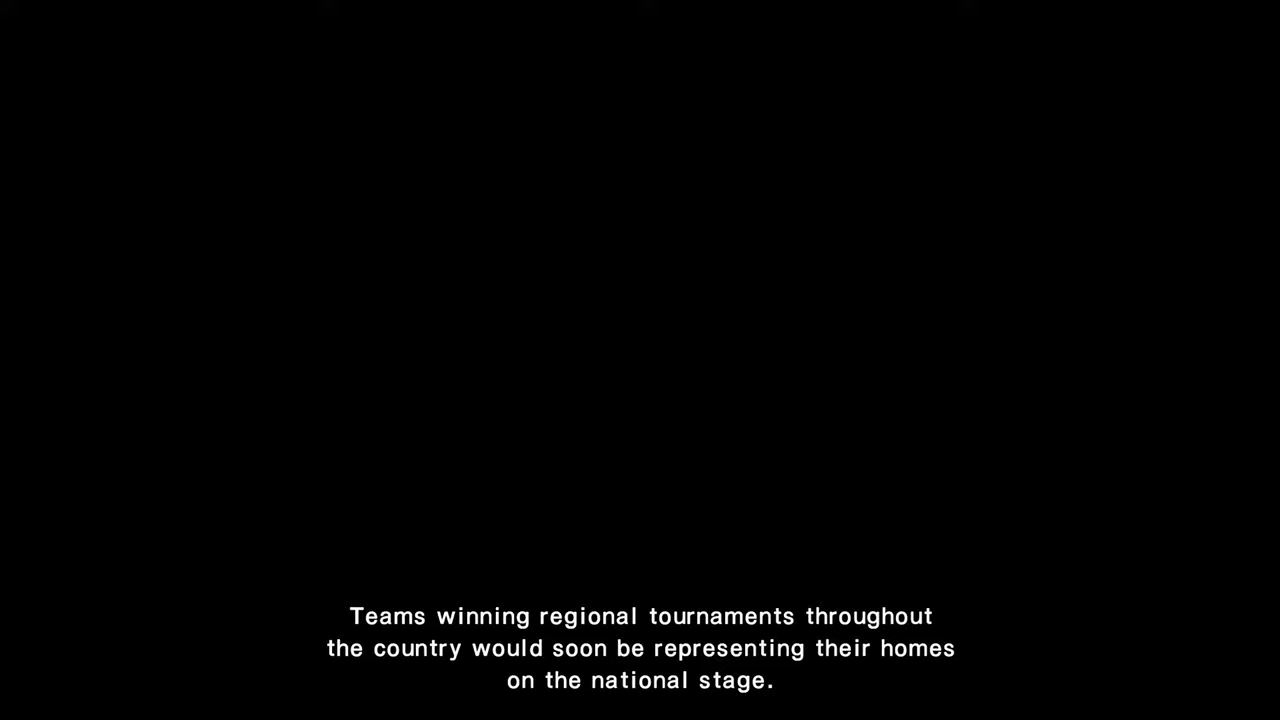 Teams winning regional tournaments throughout
the country would soon be representing their homes
on the national stage.